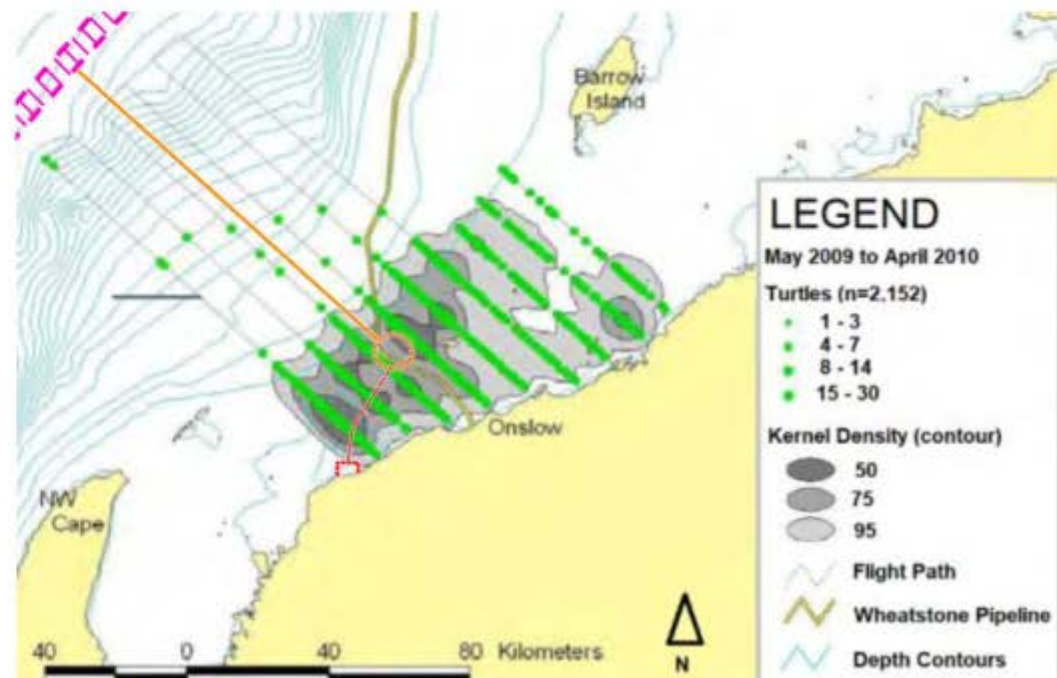 Barrow
Island
LEGEND
May 2009 to April 2010
Turtles (n=2,152)
1 - 3
4 - 7
8 - 14
15 - 30
Kernel Density (contour)
50
75
95
Flight Path
Wheatstone Pipeline
Depth Contours
Onslow
NW
Cape
N
40 0 40 80 Kilometers